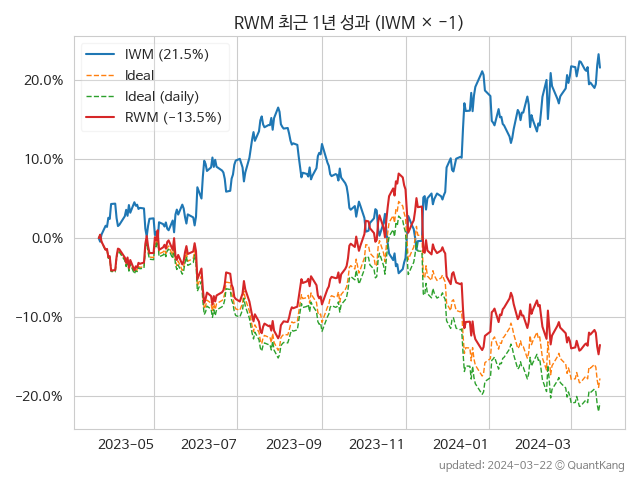 RWM 최근 1년 성과 (IWM × −1)
IWM (21.5%)
Ideal
Ideal (daily)
RWM (−13.5%)
20.0%
10.0%
0.0%
−10.0%
−20.0%
2023-05 2023-07 2023-09 2023-11 2024-01 2024-03
updated: 2024-03-22 © QuantKang